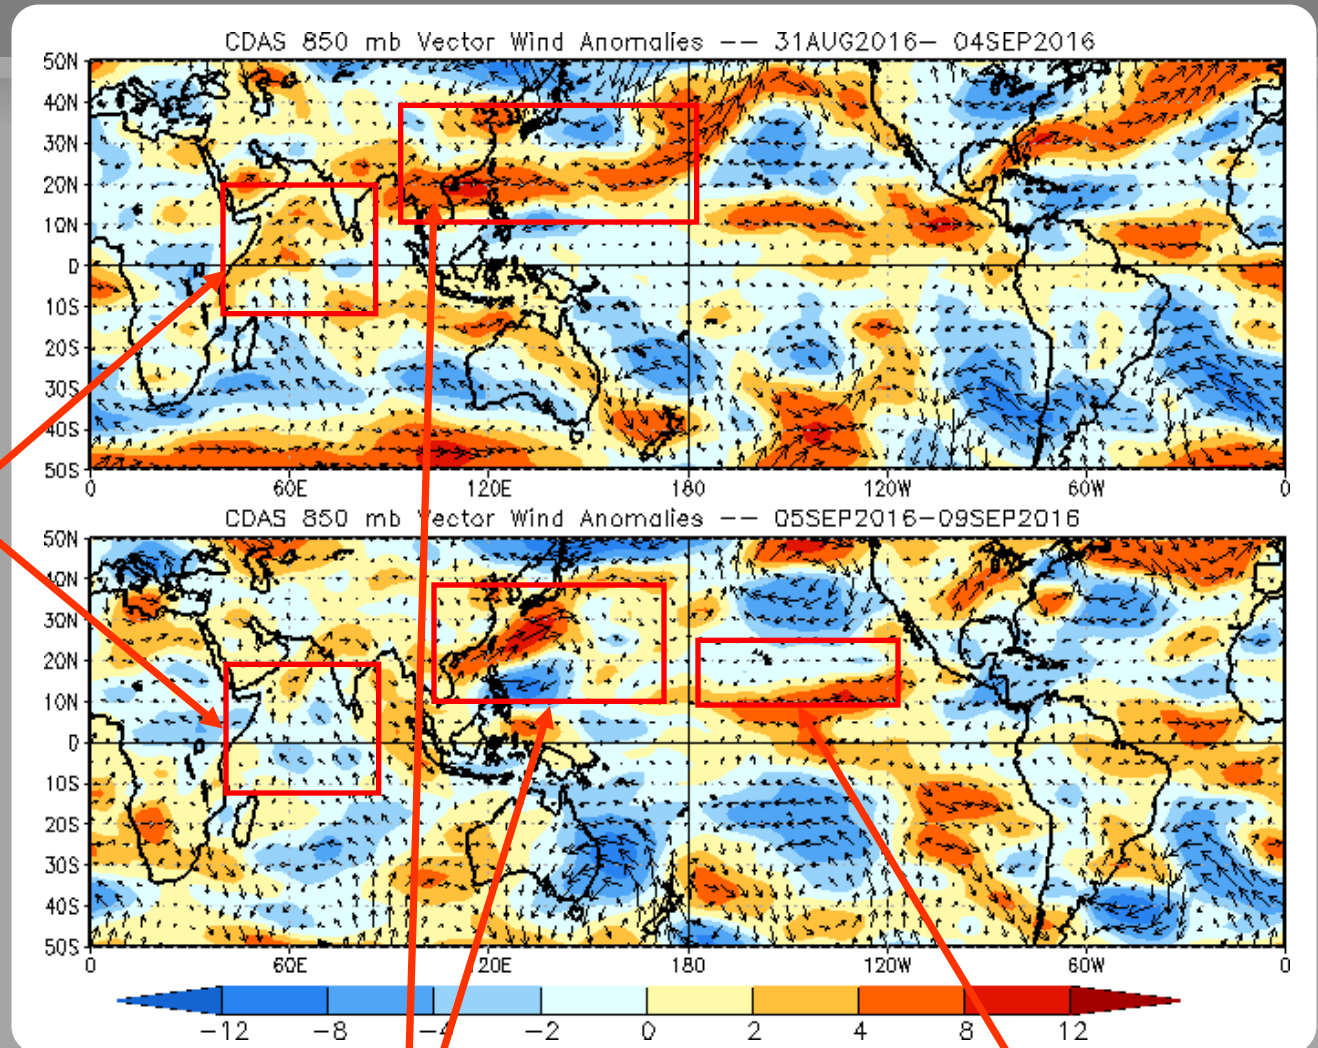 CDAS 850 mb Vector Wind Anomalies -- 31AUG2016- 04SEP2016
50N
40N
30N
20N
10N
0
10S
20S
30S
40S
50S
0 60E 120E 180 120W 60W 0
CDAS 850 mb Vector Wind Anomalies -- 05SEP2016-09SEP2016
50N
40N
30N
20N
10N
0
10S
20S
30S
40S
50S
0 60E 120E 180 120W 60W 0
-12 -8 -4 -2 0 2 4 8 12